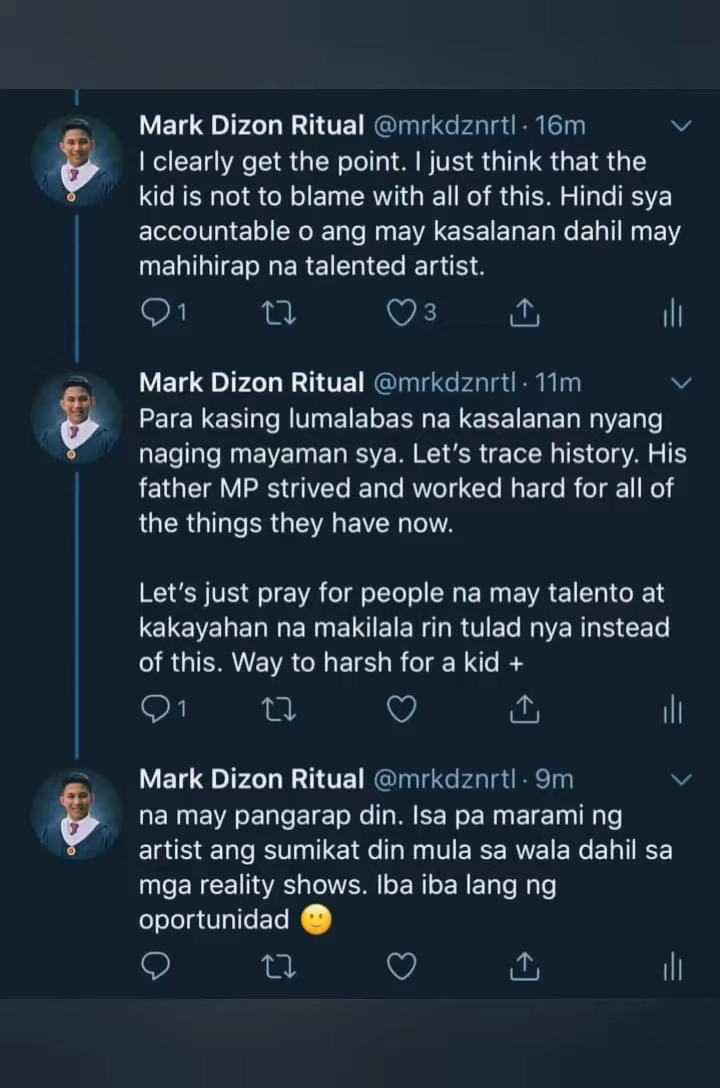 Mark Dizon Ritual @mrkdznrtl · 16m
I clearly get the point. I just think that the
kid is not to blame with all of this. Hindi sya
accountable o ang may kasalanan dahil may
mahihirap na talented artist.
1 3
Mark Dizon Ritual @mrkdznrtl · 11m
Para kasing lumalabas na kasalanan nyang
naging mayaman sya. Let's trace history. His
father MP strived and worked hard for all of
the things they have now.
Let's just pray for people na may talento at
kakayahan na makilala rin tulad nya instead
of this. Way to harsh for a kid +
1
Mark Dizon Ritual @mrkdznrtl · 9m
na may pangarap din. Isa pa marami ng
artist ang sumikat din mula sa wala dahil sa
mga reality shows. Iba iba lang ng
oportunidad 🙂